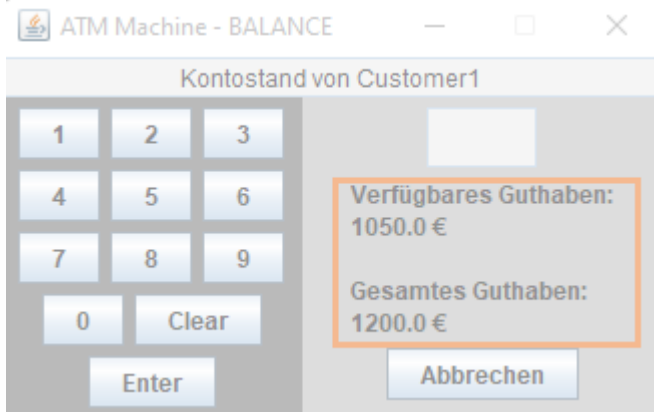 ATM Machine - BALANCE
Kontostand von Customer1
1 2 3
4 5 6
7 8 9
0 Clear
Enter
Verfügbares Guthaben:
1050.0 €
Gesamtes Guthaben:
1200.0 €
Abbrechen